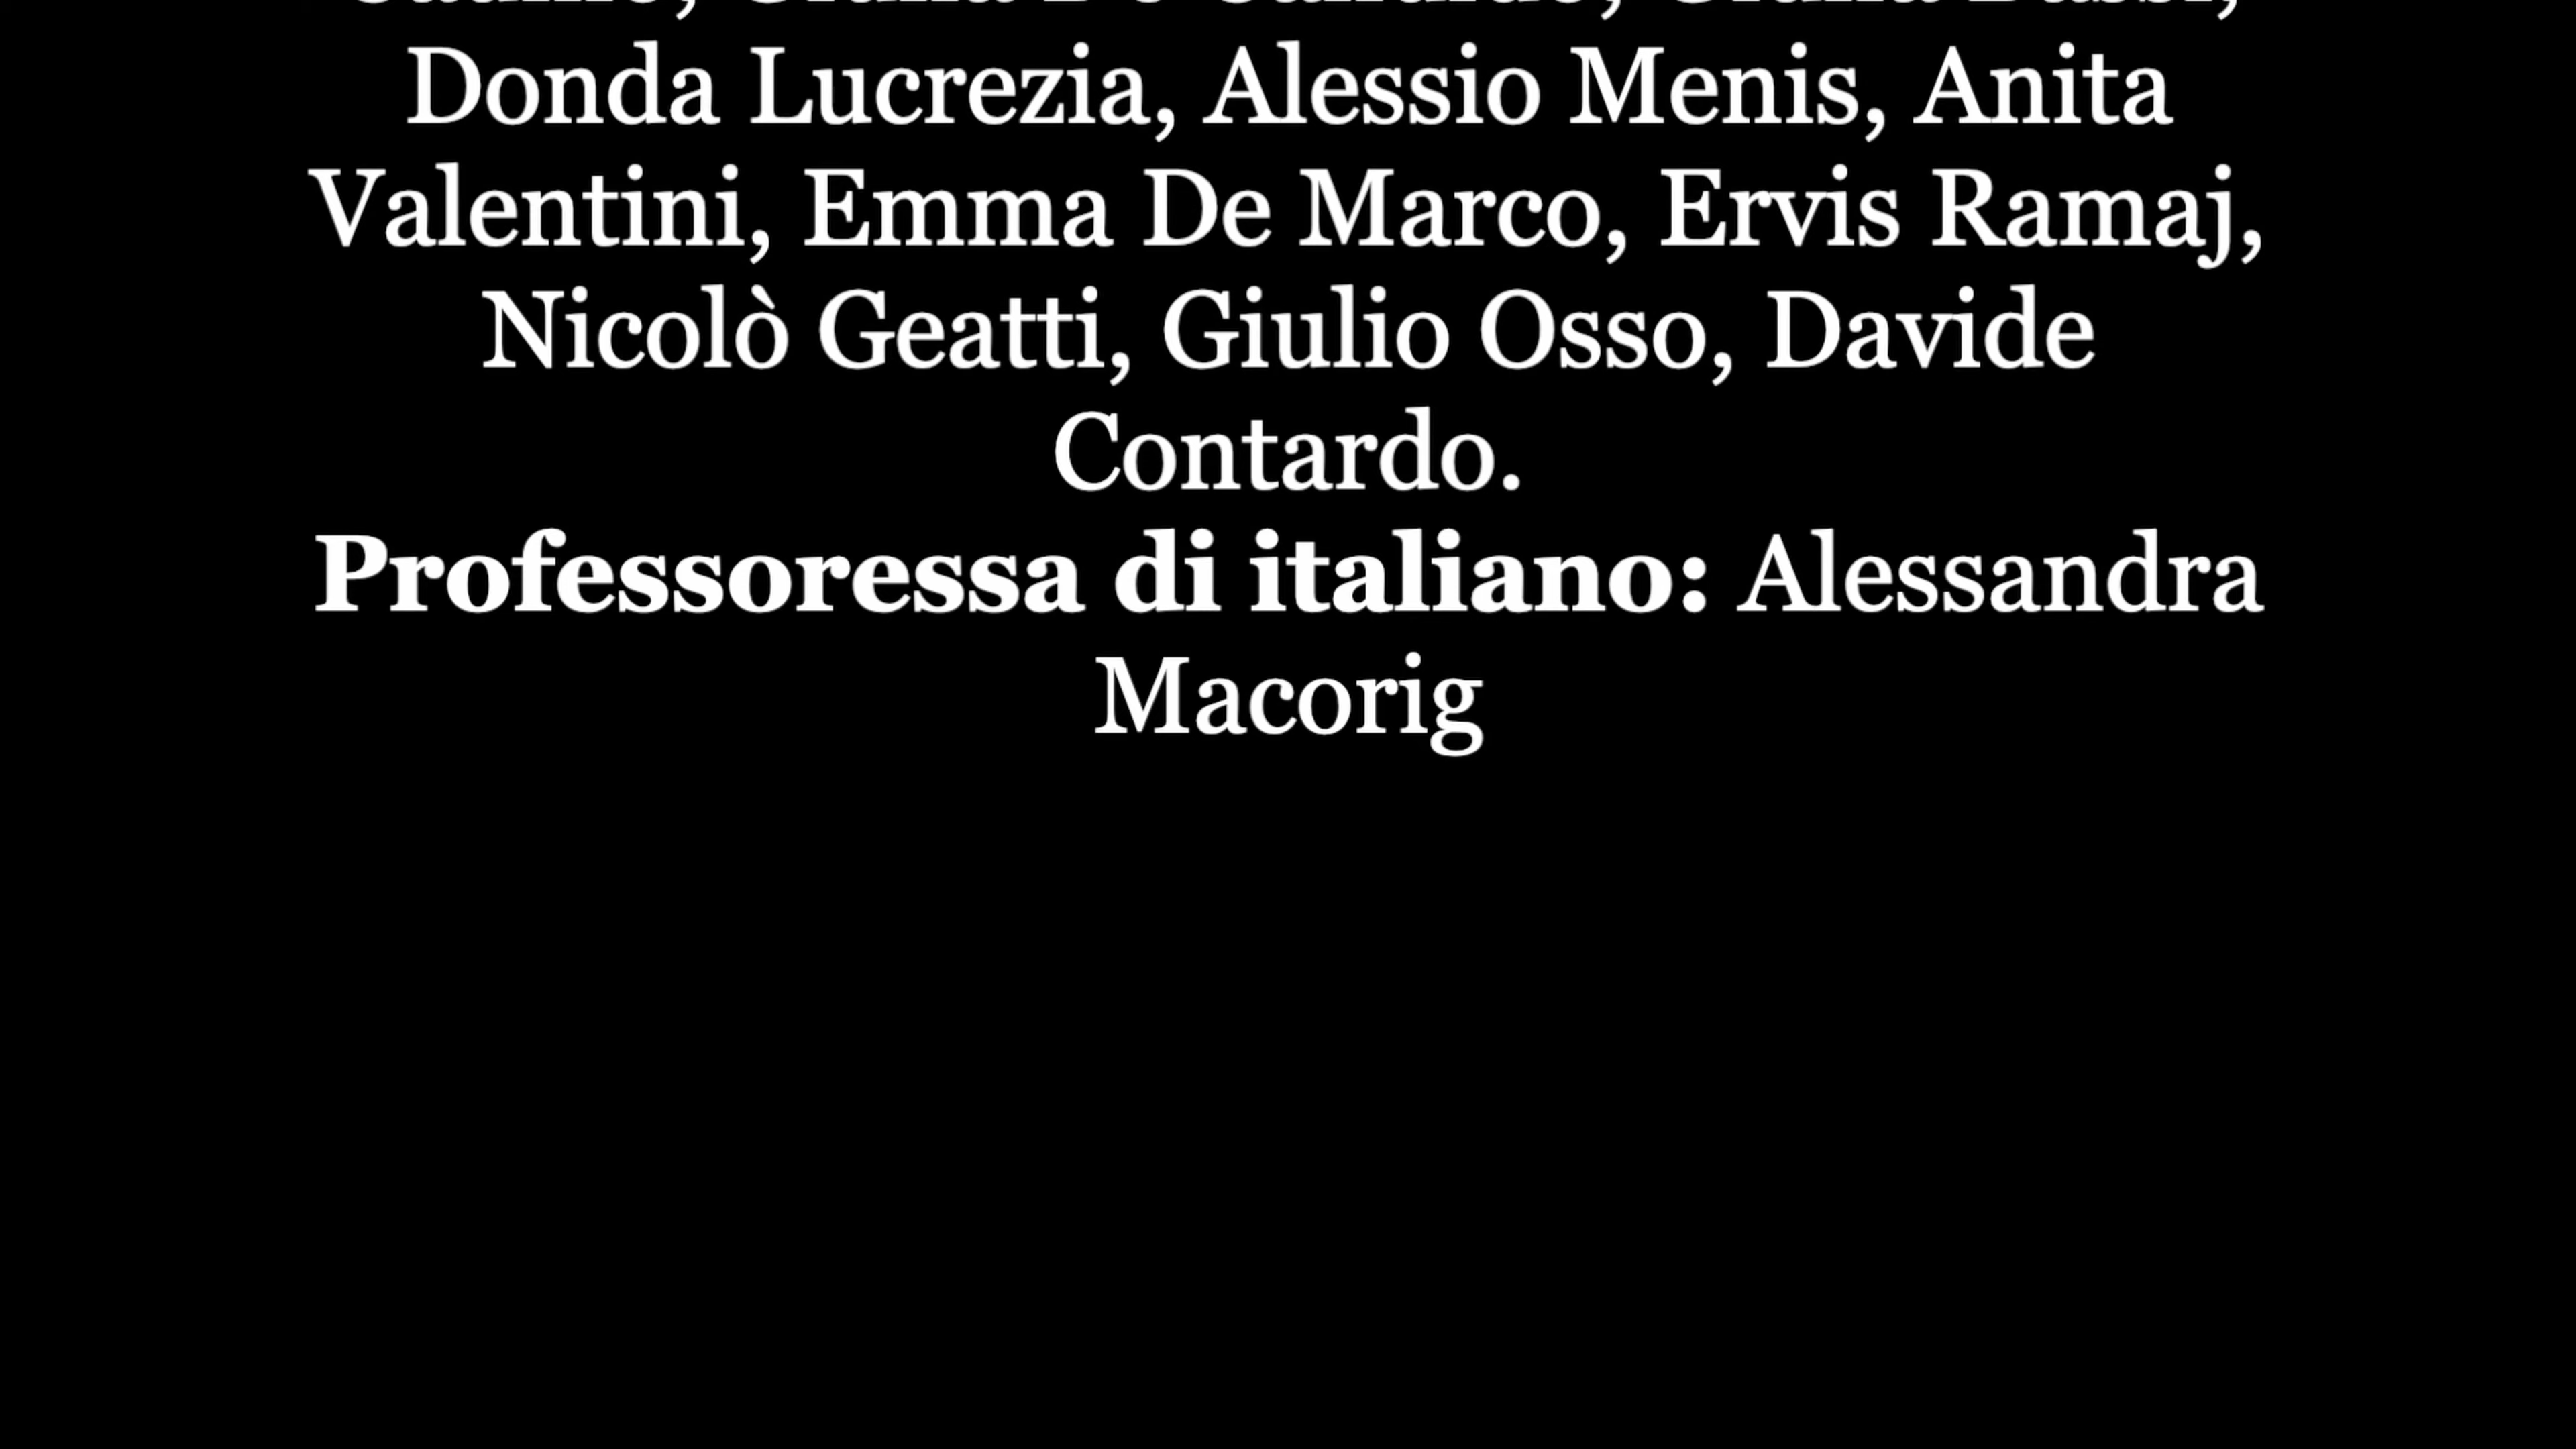 Donda Lucrezia, Alessio Menis, Anita
Valentini, Emma De Marco, Ervis Ramaj,
Nicolò Geatti, Giulio Osso, Davide
Contardo.
Professoressa di italiano: Alessandra
Macorig